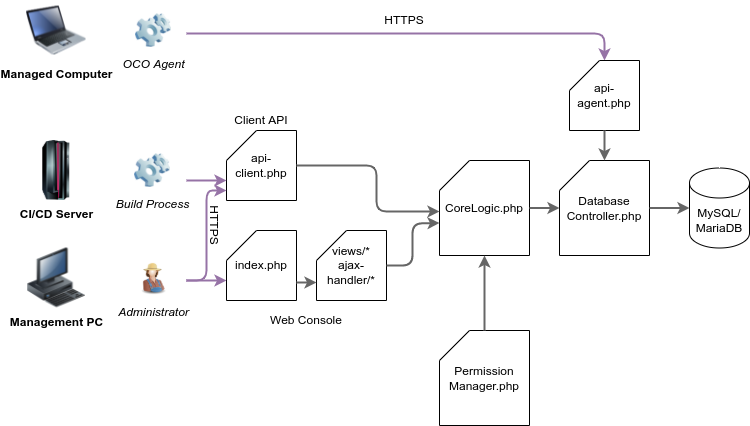 HTTPS
Managed Computer
OCO Agent
api-
agent.php
Client API
api-
client.php
CI/CD Server
Build Process
HTTPS
CoreLogic.php
Database
Controller.php
MySQL/
MariaDB
index.php
views/*
ajax-
handler/*
Management PC
Administrator
Web Console
Permission
Manager.php